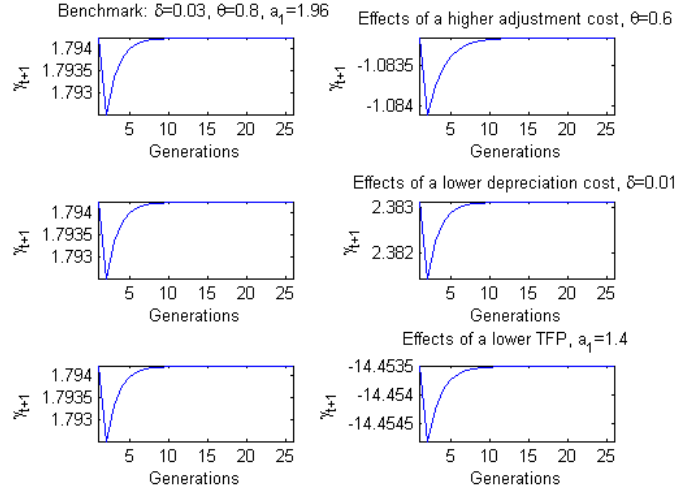 Benchmark: δ=0.03, θ=0.8, a₁=1.96
1.794
1.7935
1.793
γt+1
5 10 15 20 25
Generations
Effects of a higher adjustment cost, θ=0.6
-1.0835
-1.084
γt+1
5 10 15 20 25
Generations
1.794
1.7935
1.793
γt+1
5 10 15 20 25
Generations
Effects of a lower depreciation cost, δ=0.01
2.383
2.382
γt+1
5 10 15 20 25
Generations
1.794
1.7935
1.793
γt+1
5 10 15 20 25
Generations
Effects of a lower TFP, a₁=1.4
-14.4535
-14.454
-14.4545
γt+1
5 10 15 20 25
Generations